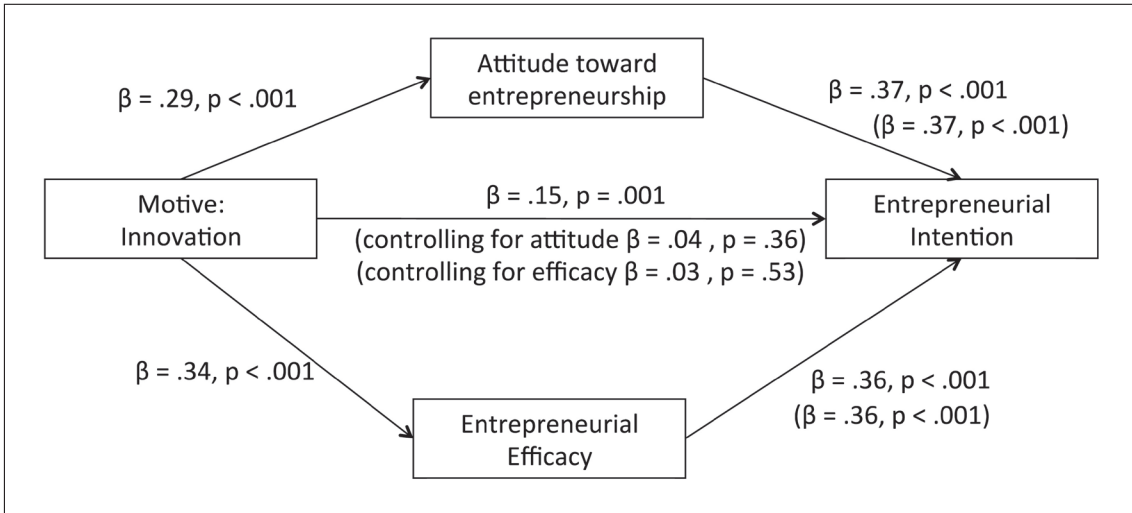 Attitude toward
entrepreneurship
β = .29, p < .001
β = .37, p < .001
(β = .37, p < .001)
Motive:
Innovation
β = .15, p = .001
(controlling for attitude β = .04 , p = .36)
(controlling for efficacy β = .03 , p = .53)
Entrepreneurial
Intention
β = .34, p < .001
β = .36, p < .001
(β = .36, p < .001)
Entrepreneurial
Efficacy